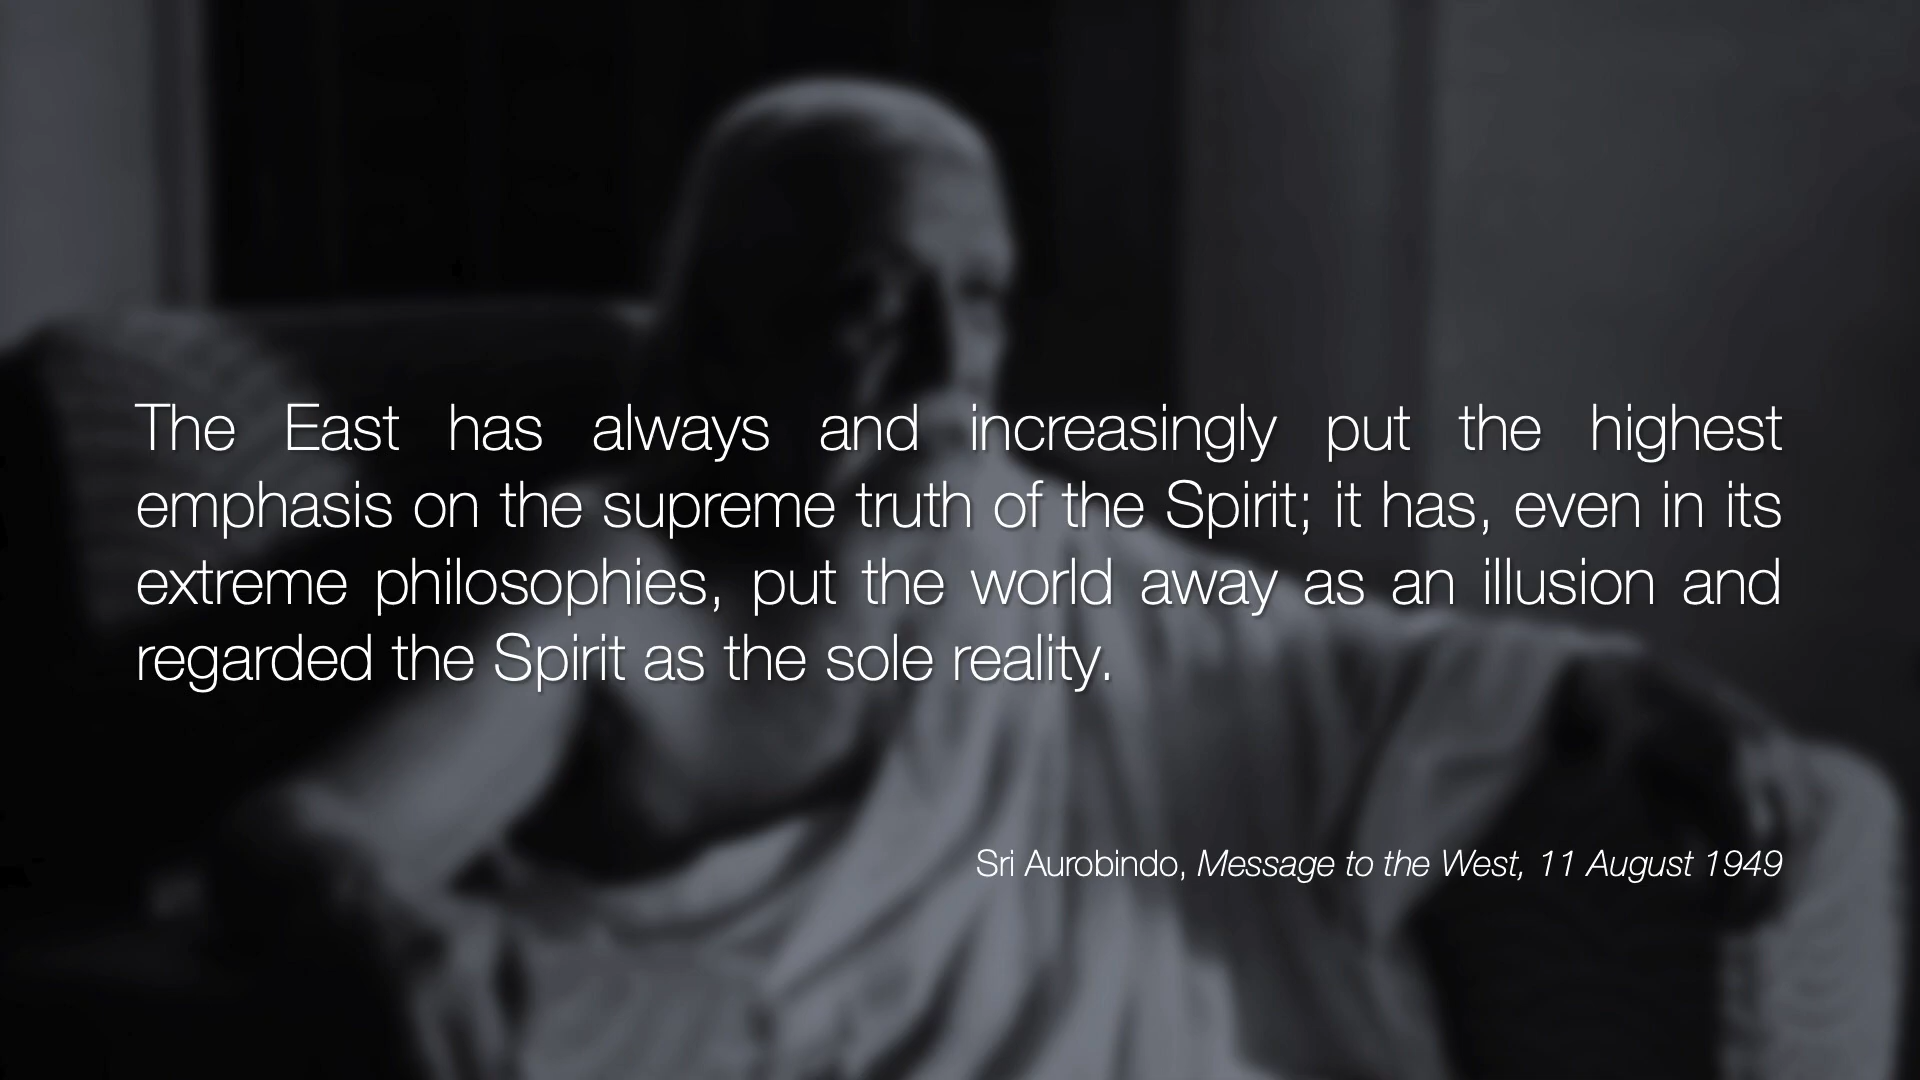 The East has always and increasingly put the highest
emphasis on the supreme truth of the Spirit; it has, even in its
extreme philosophies, put the world away as an illusion and
regarded the Spirit as the sole reality.
Sri Aurobindo, Message to the West, 11 August 1949